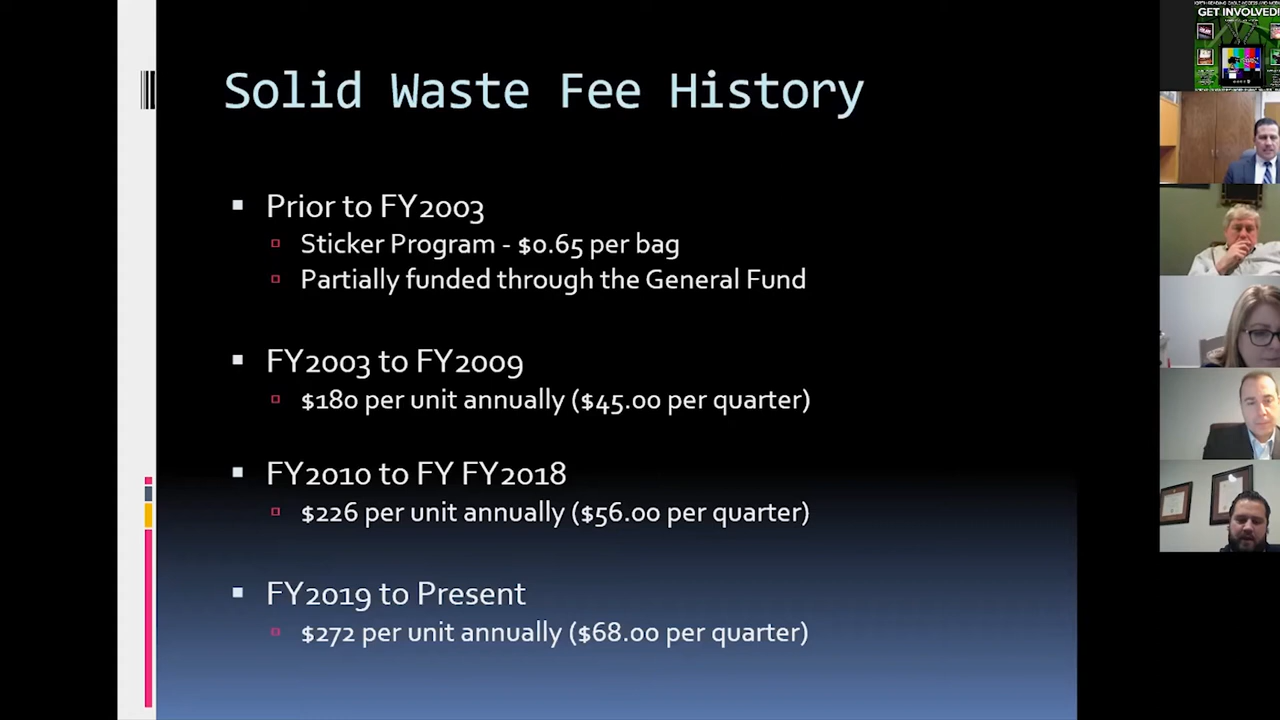 Solid Waste Fee History
Prior to FY2003
Sticker Program - $0.65 per bag
Partially funded through the General Fund
FY2003 to FY2009
$180 per unit annually ($45.00 per quarter)
FY2010 to FY FY2018
$226 per unit annually ($56.00 per quarter)
FY2019 to Present
$272 per unit annually ($68.00 per quarter)
GET INVOLVED!